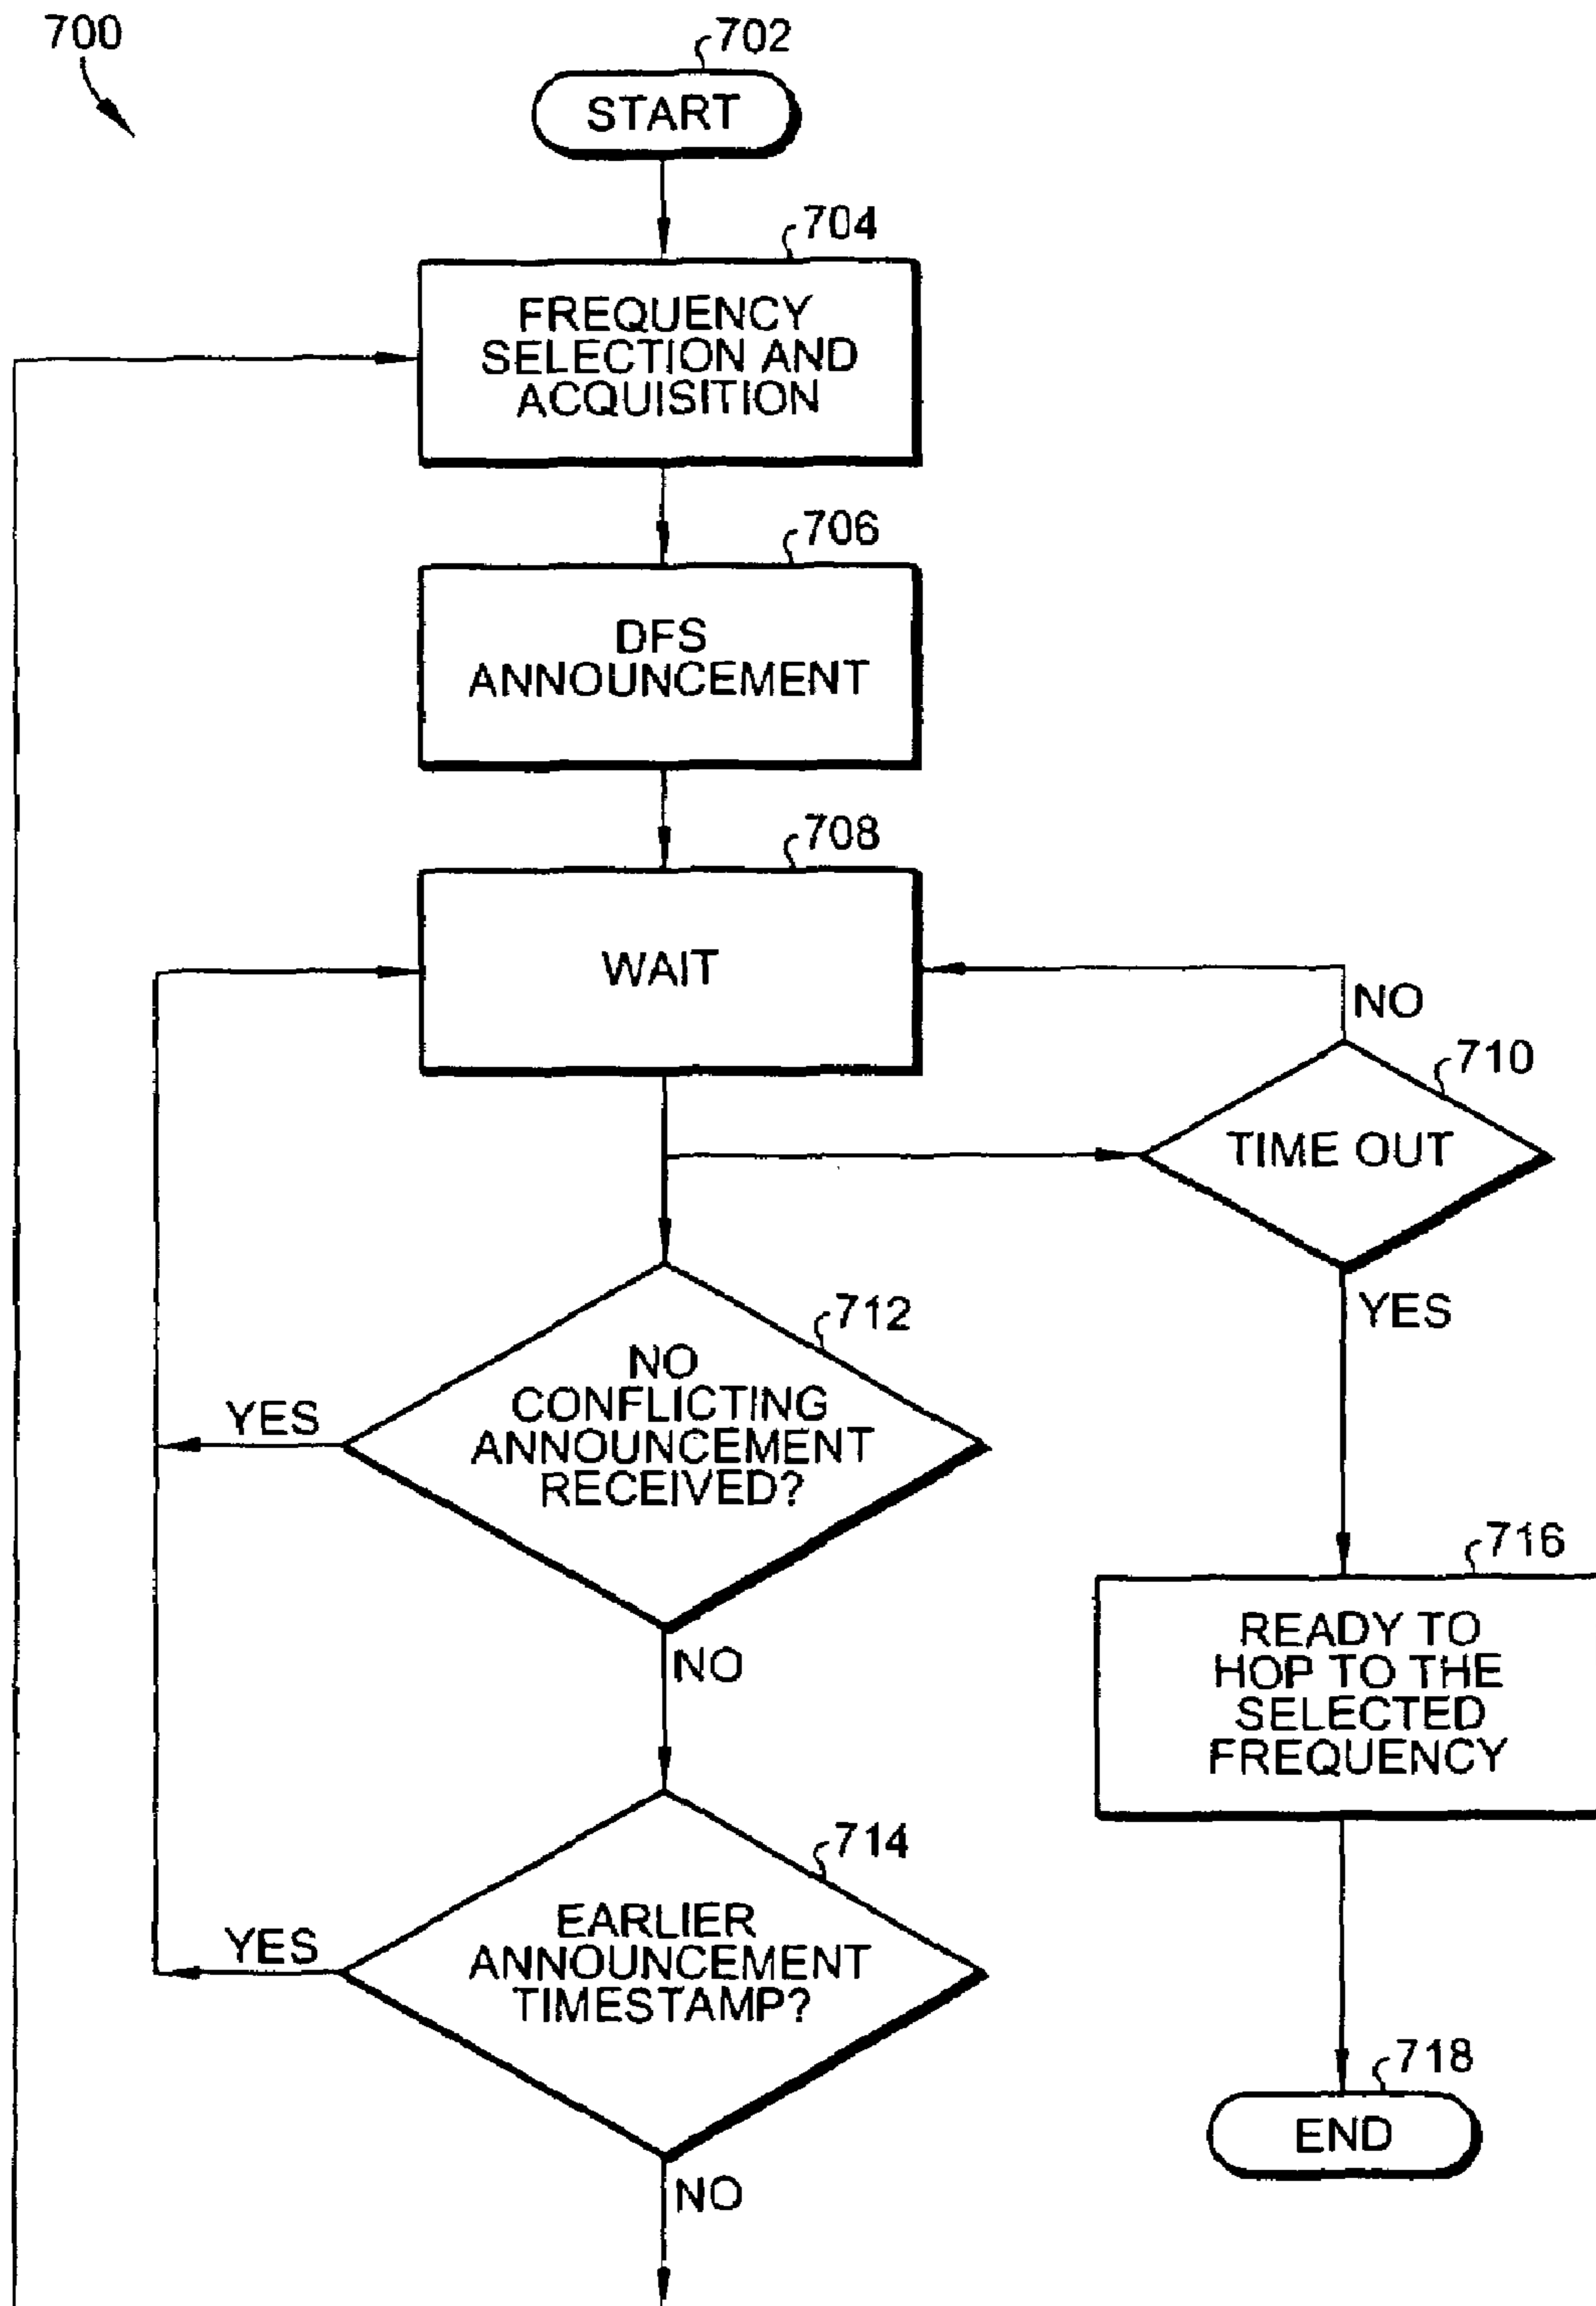 700
702
START
704
FREQUENCY
SELECTION AND
ACQUISITION
706
DFS
ANNOUNCEMENT
708
WAIT
NO
710
TIME OUT
YES
712
NO
CONFLICTING
ANNOUNCEMENT
RECEIVED?
YES
NO
716
READY TO
HOP TO THE
SELECTED
FREQUENCY
714
EARLIER
ANNOUNCEMENT
TIMESTAMP?
YES
NO
718
END